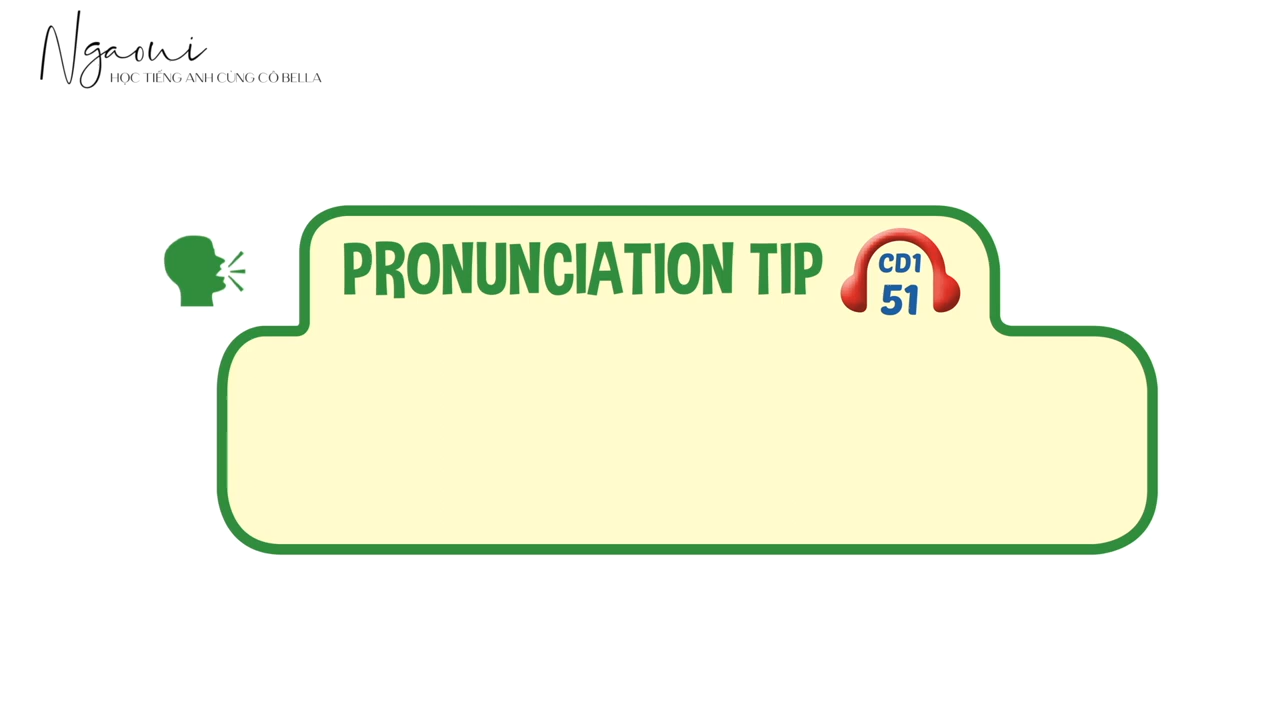 Ngaoni
HỌC TIẾNG ANH CÙNG CÔ BELLA
PRONUNCIATION TIP
CD1
51